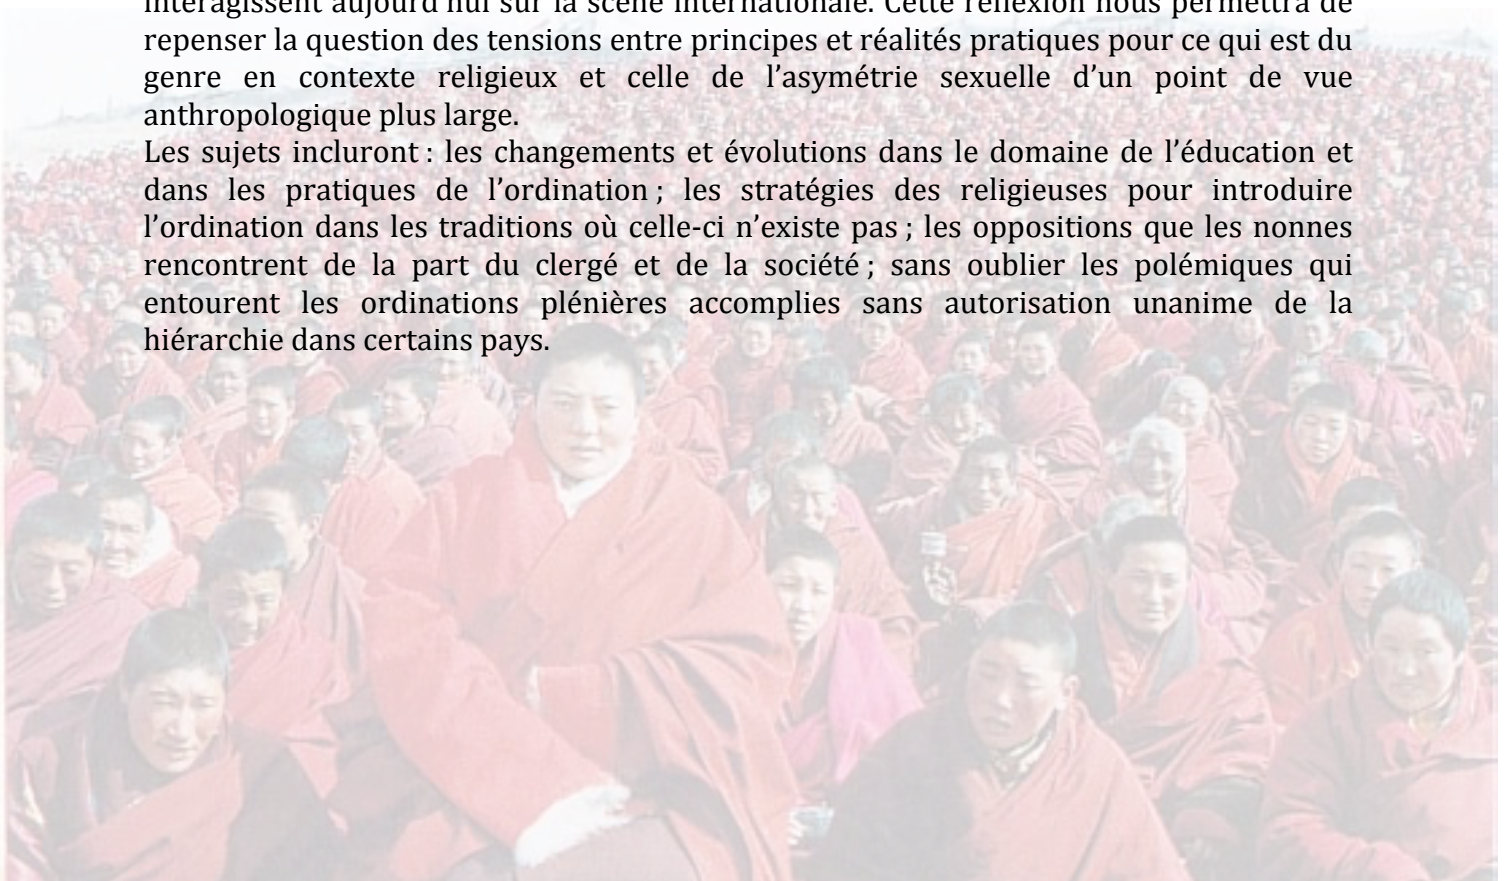 interagissent aujourd'hui sur la scène internationale. Cette réflexion nous permettra de
repenser la question des tensions entre principes et réalités pratiques pour ce qui est du
genre en contexte religieux et celle de l’asymétrie sexuelle d’un point de vue
anthropologique plus large.
Les sujets incluront : les changements et évolutions dans le domaine de l’éducation et
dans les pratiques de l’ordination ; les stratégies des religieuses pour introduire
l’ordination dans les traditions où celle-ci n’existe pas ; les oppositions que les nonnes
rencontrent de la part du clergé et de la société ; sans oublier les polémiques qui
entourent les ordinations plénières accomplies sans autorisation unanime de la
hiérarchie dans certains pays.